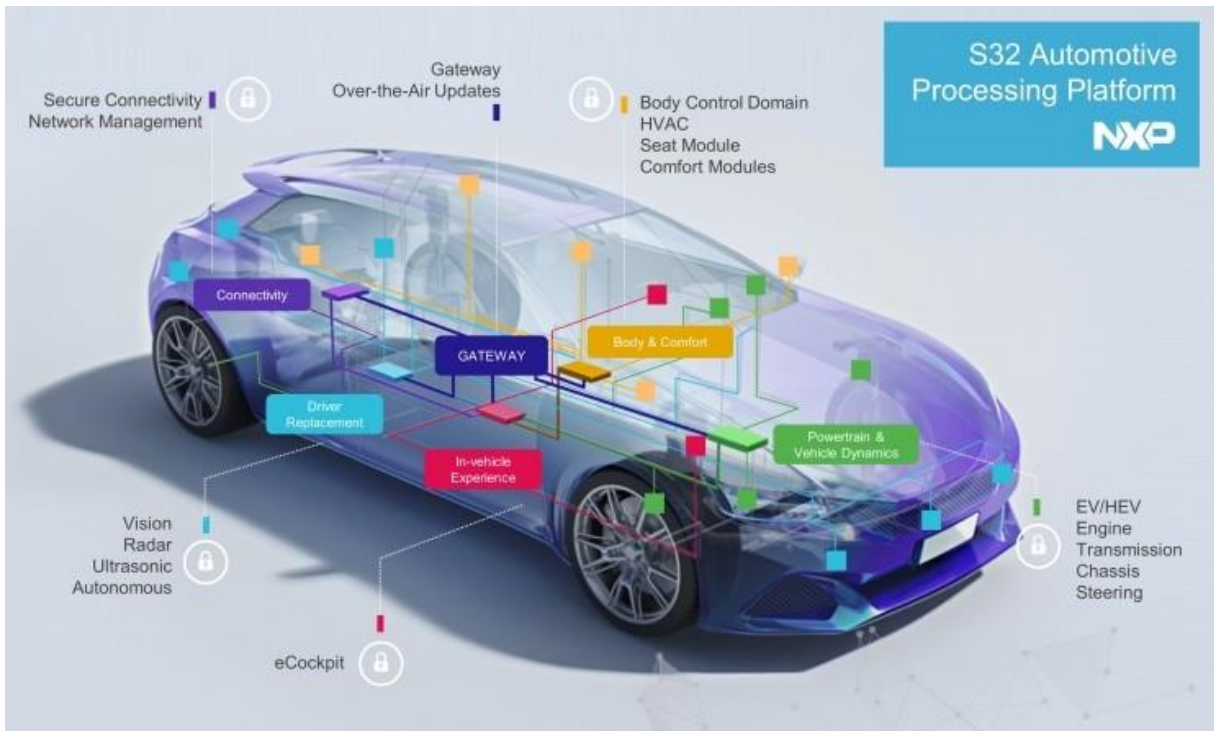 S32 Automotive
Processing Platform
NXP
Secure Connectivity
Network Management
Gateway
Over-the-Air Updates
Body Control Domain
HVAC
Seat Module
Comfort Modules
Connectivity
GATEWAY
Body & Comfort
Driver
Replacement
In-vehicle
Experience
Powertrain &
Vehicle Dynamics
Vision
Radar
Ultrasonic
Autonomous
eCockpit
EV/HEV
Engine
Transmission
Chassis
Steering